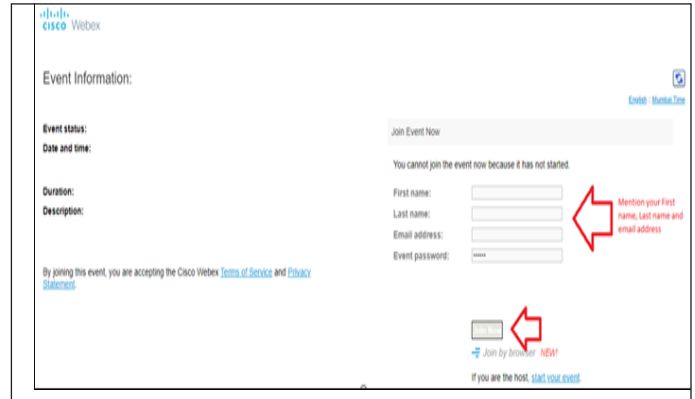 CISCO Webex
Event Information:
English : Mumbai Time
Event status:
Date and time:
Duration:
Description:
By joining this event, you are accepting the Cisco Webex Terms of Service and Privacy
Statement.
Join Event Now
You cannot join the event now because it has not started.
First name:
Last name:
Email address:
Event password:
Mention your First
name, Last name and
email address
Join Now
Join by browser NEW!
If you are the host, start your event.